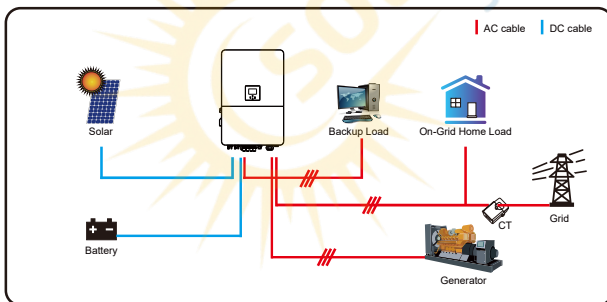 AC cable
DC cable
Solar
Backup Load
On-Grid Home Load
CT
Grid
Battery
Generator